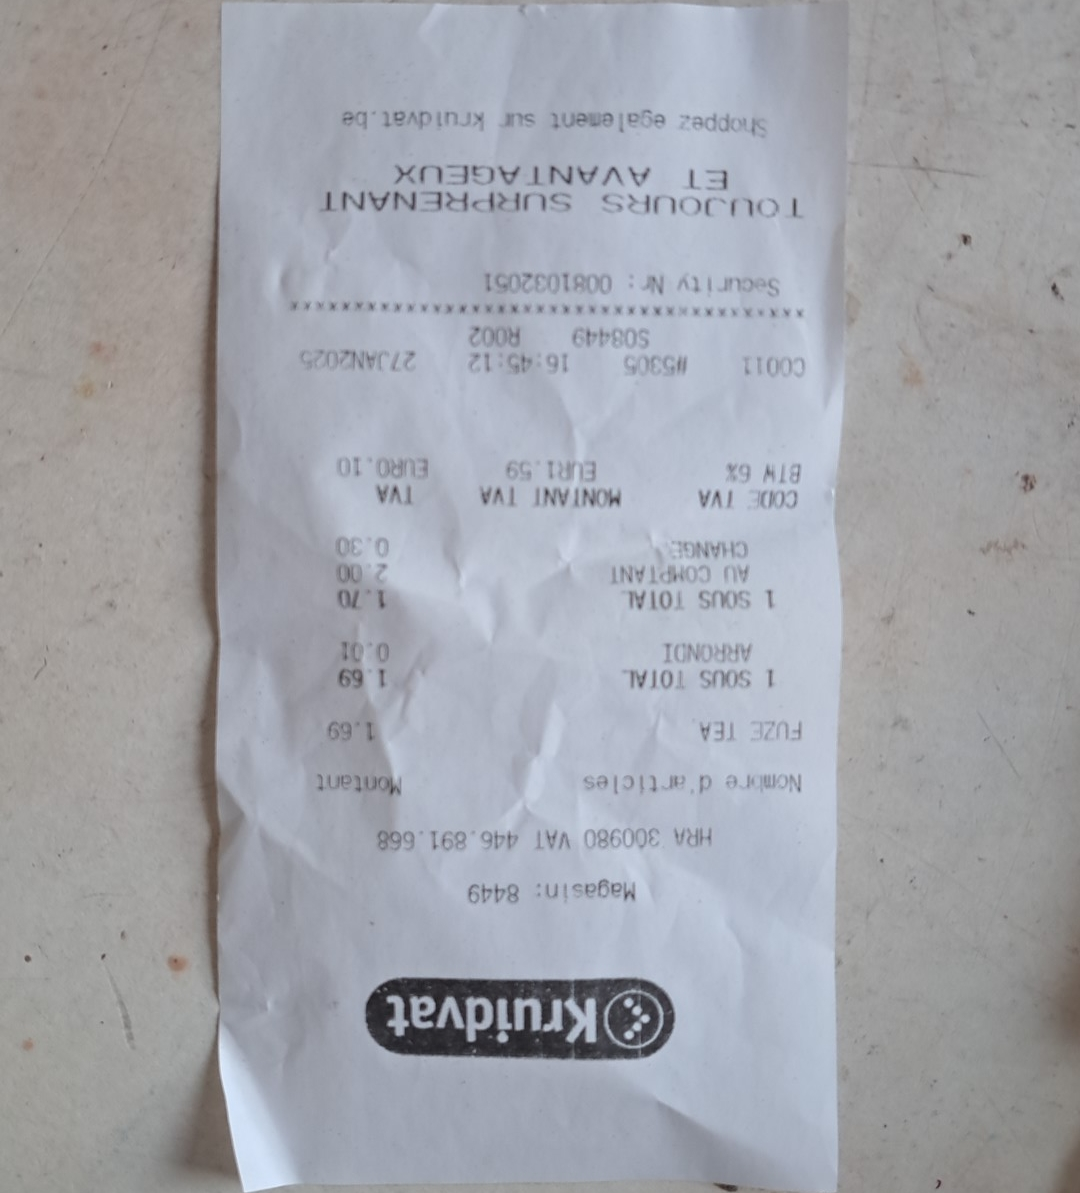 Kruidvat
Magasin: 8449
HRA 300980 VAT 446.891.668
Nombre d'articles Montant
FUZE TEA 1.69
1 SOUS TOTAL 1.69
ARRONDI 0.01
1 SOUS TOTAL 1.70
AU COMPTANT 2.00
CHANGE 0.30
CODE TVA MONTANT TVA TVA
BTW 6% EUR1.59 EUR0.10
C0011 #5305 16:45:12 27JAN2025
S08449 R002
****************************************
Security Nr: 0081032051
TOUJOURS SURPRENANT
ET AVANTAGEUX
Shoppez egalement sur kruidvat.be